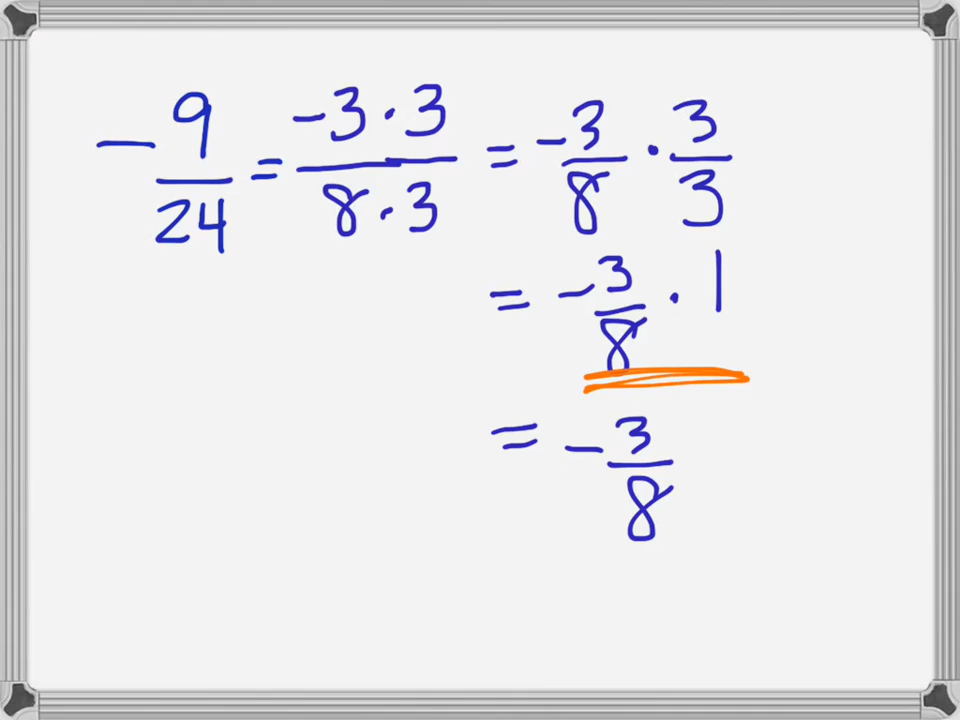 - 9/24 = -3·3/8·3 = -3/8 · 3/3
= - 3/8 · 1
= - 3/8